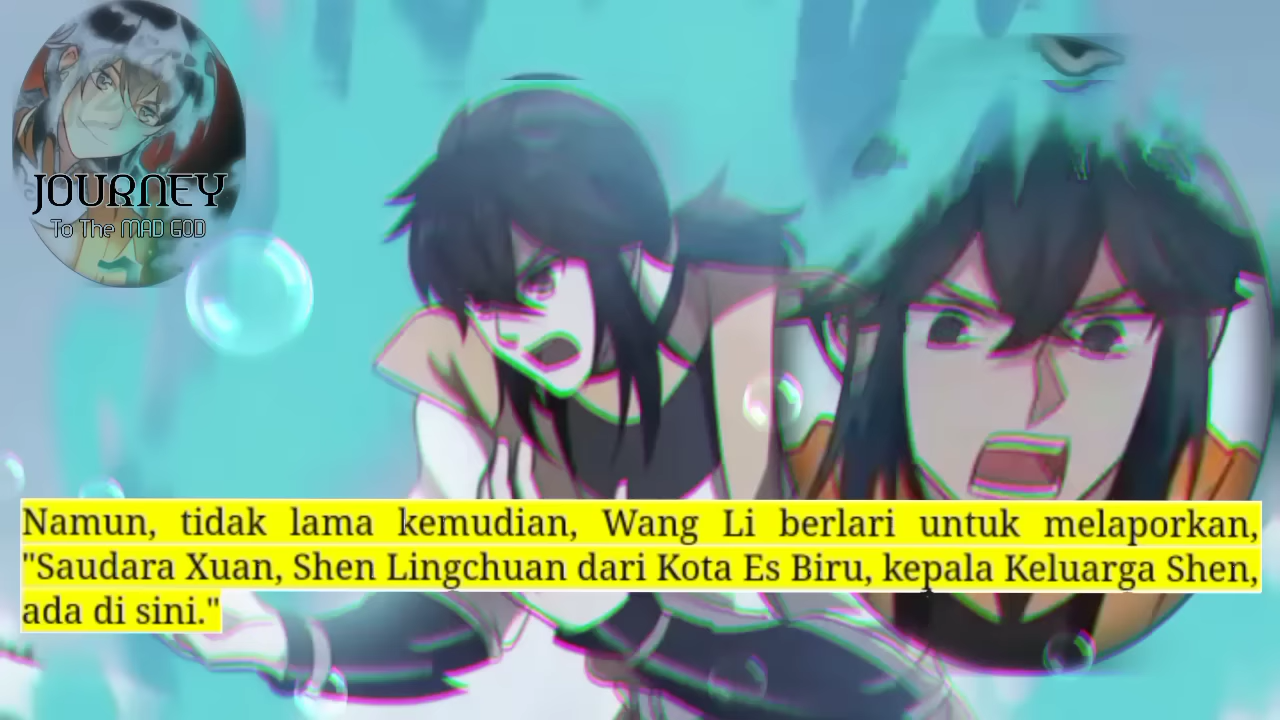 JOURNEY
To The MAD GOD
Namun, tidak lama kemudian, Wang Li berlari untuk melaporkan,
"Saudara Xuan, Shen Lingchuan dari Kota Es Biru, kepala Keluarga Shen,
ada di sini."